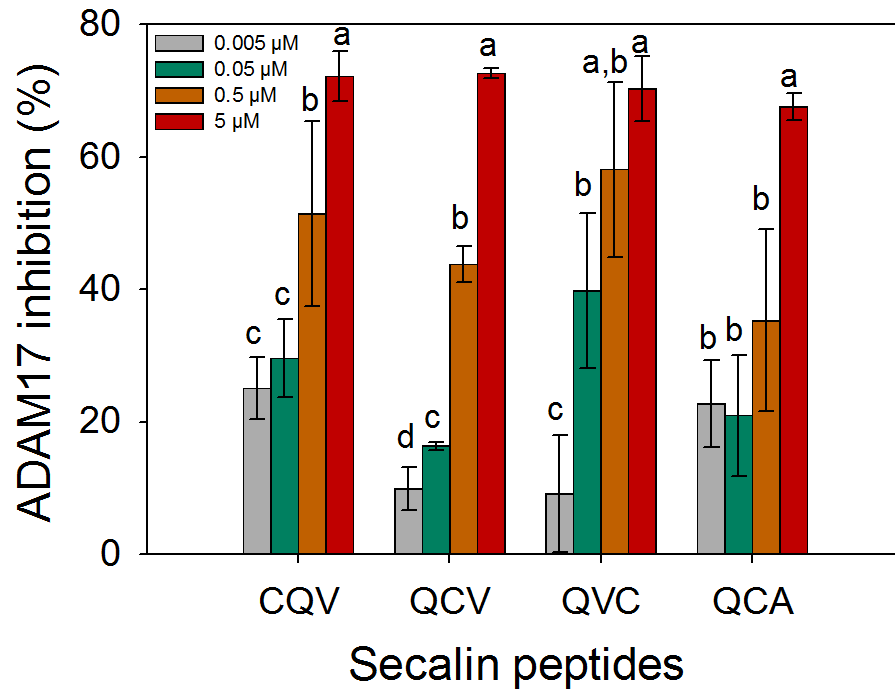 80
60
40
20
0
ADAM17 inhibition (%)
0.005 µM
0.05 µM
0.5 µM
5 µM
c
c
b
a
d
c
b
a
c
b
a,b
a
b
b
b
a
CQV
QCV
QVC
QCA
Secalin peptides